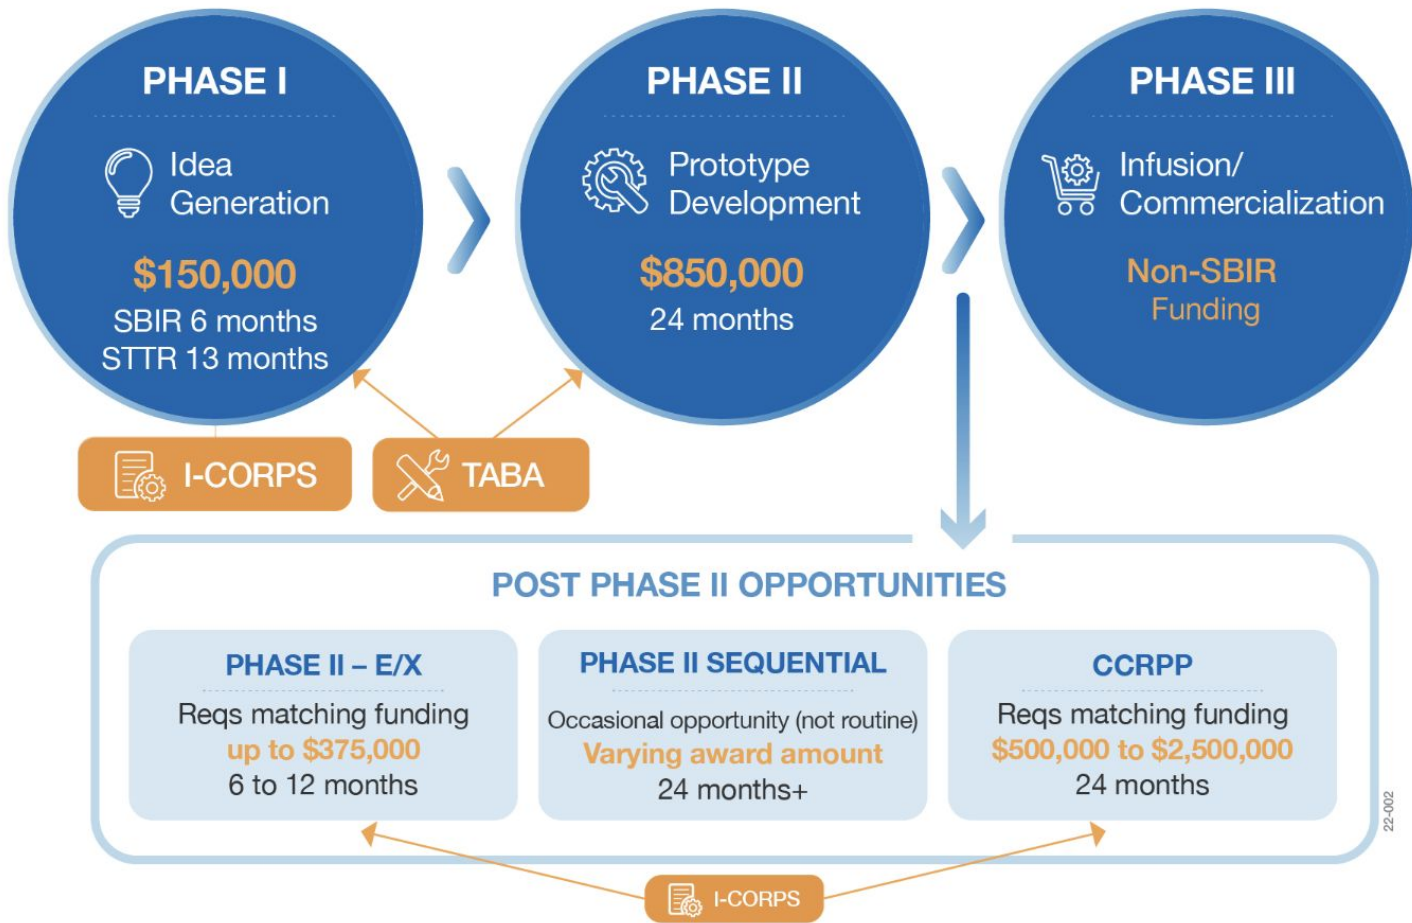 PHASE I
Idea
Generation
$150,000
SBIR 6 months
STTR 13 months
PHASE II
Prototype
Development
$850,000
24 months
PHASE III
Infusion/
Commercialization
Non-SBIR
Funding
I-CORPS
TABA
POST PHASE II OPPORTUNITIES
PHASE II – E/X
Reqs matching funding
up to $375,000
6 to 12 months
PHASE II SEQUENTIAL
Occasional opportunity (not routine)
Varying award amount
24 months+
CCRPP
Reqs matching funding
$500,000 to $2,500,000
24 months
22-002
I-CORPS